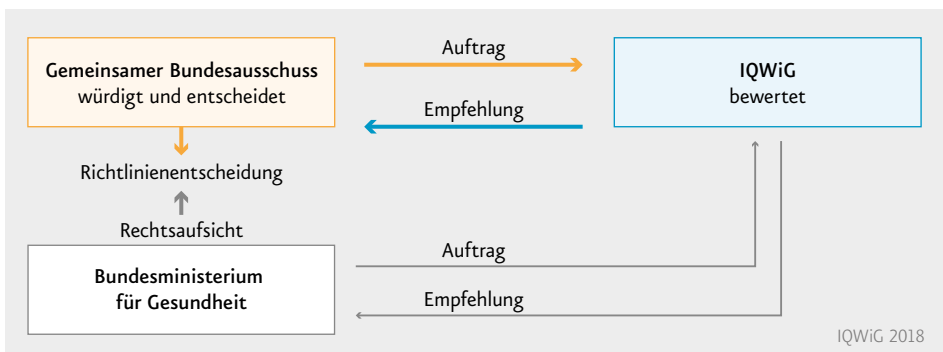 Gemeinsamer Bundesausschuss
würdigt und entscheidet
Auftrag
Empfehlung
IQWiG
bewertet
Richtlinienentscheidung
Rechtsaufsicht
Bundesministerium
für Gesundheit
Auftrag
Empfehlung
IQWiG 2018